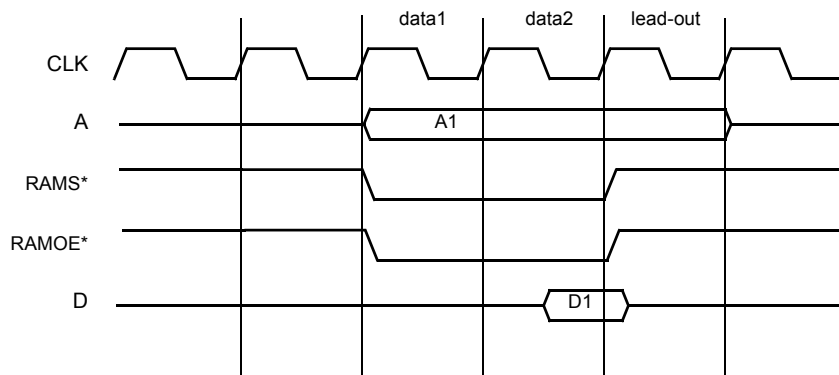 data1 data2 lead-out
CLK
A A1
RAMS*
RAMOE*
D D1